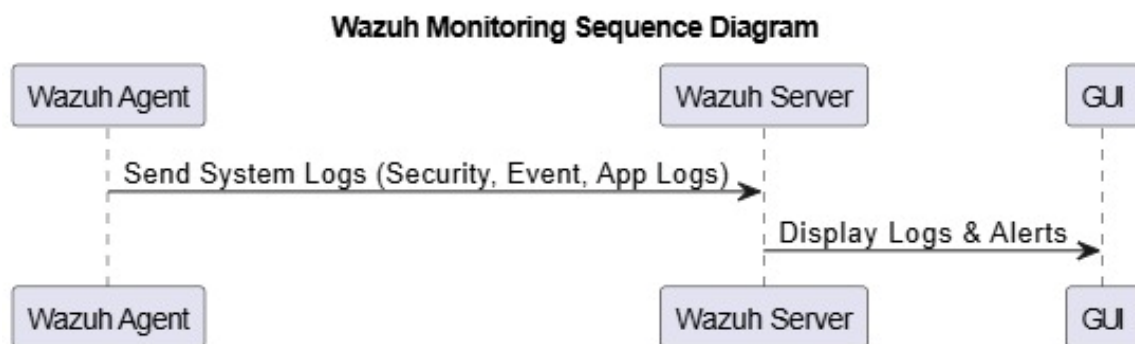 Wazuh Monitoring Sequence Diagram
Wazuh Agent
Wazuh Server
GUI
Send System Logs (Security, Event, App Logs)
Display Logs & Alerts
Wazuh Agent
Wazuh Server
GUI